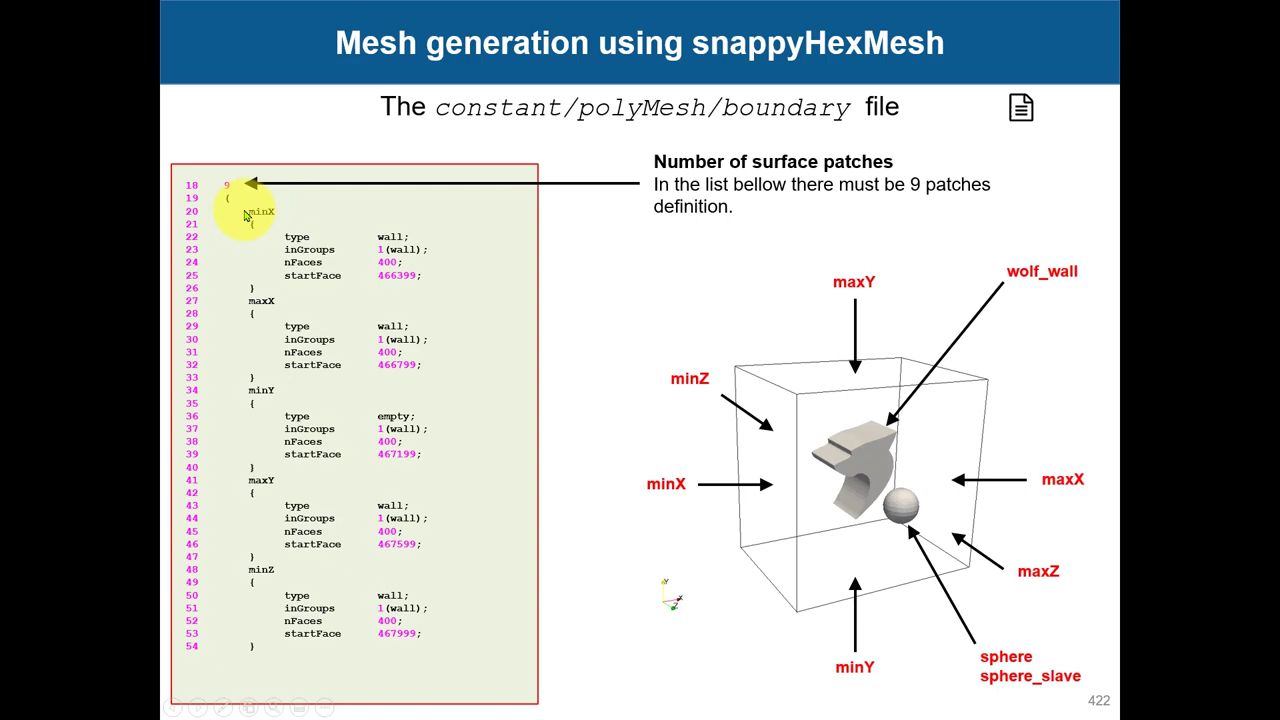 Mesh generation using snappyHexMesh
The constant/polyMesh/boundary file
18 9
19 (
20 minX
21 {
22 type wall;
23 inGroups 1(wall);
24 nFaces 400;
25 startFace 466399;
26 }
27 maxX
28 {
29 type wall;
30 inGroups 1(wall);
31 nFaces 400;
32 startFace 466799;
33 }
34 minY
35 {
36 type empty;
37 inGroups 1(wall);
38 nFaces 400;
39 startFace 467199;
40 }
41 maxY
42 {
43 type wall;
44 inGroups 1(wall);
45 nFaces 400;
46 startFace 467599;
47 }
48 minZ
49 {
50 type wall;
51 inGroups 1(wall);
52 nFaces 400;
53 startFace 467999;
54 }
Number of surface patches
In the list bellow there must be 9 patches
definition.
wolf_wall
maxY
minZ
minX
maxX
maxZ
minY
sphere
sphere_slave
Y
X
Z
422